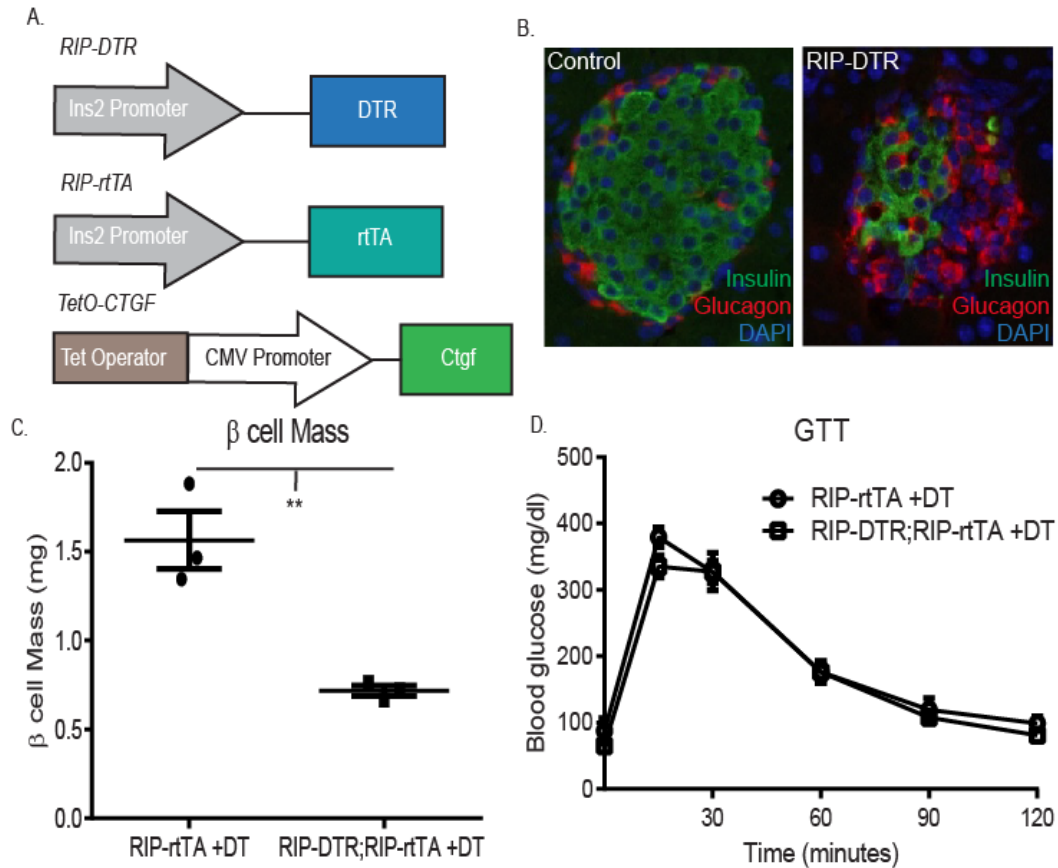 A.
RIP-DTR
Ins2 Promoter
DTR
RIP-rtTA
Ins2 Promoter
rtTA
TetO-CTGF
Tet Operator
CMV Promoter
Ctgf
B.
Control
Insulin
Glucagon
DAPI
RIP-DTR
Insulin
Glucagon
DAPI
C.
β cell Mass
β cell Mass (mg)
2.0
1.5
1.0
0.5
0.0
**
RIP-rtTA +DT
RIP-DTR;RIP-rtTA +DT
D.
GTT
Blood glucose (mg/dl)
500
400
300
200
100
0
RIP-rtTA +DT
RIP-DTR;RIP-rtTA +DT
30
60
90
120
Time (minutes)